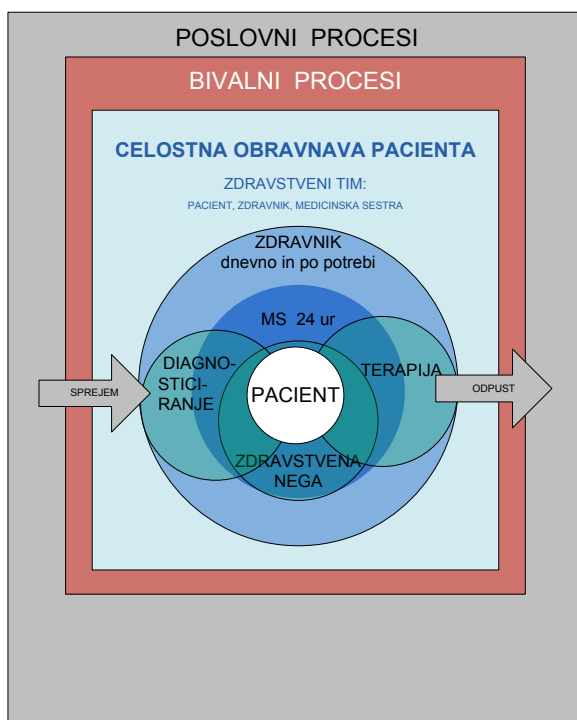 POSLOVNI PROCESI
BIVALNI PROCESI
CELOSTNA OBRAVNAVA PACIENTA
ZDRAVSTVENI TIM:
PACIENT, ZDRAVNIK, MEDICINSKA SESTRA
ZDRAVNIK
dnevno in po potrebi
MS 24 ur
DIAGNO-
STICI-
RANJE
TERAPIJA
SPREJEM
PACIENT
ODPUST
ZDRAVSTVENA
NEGA